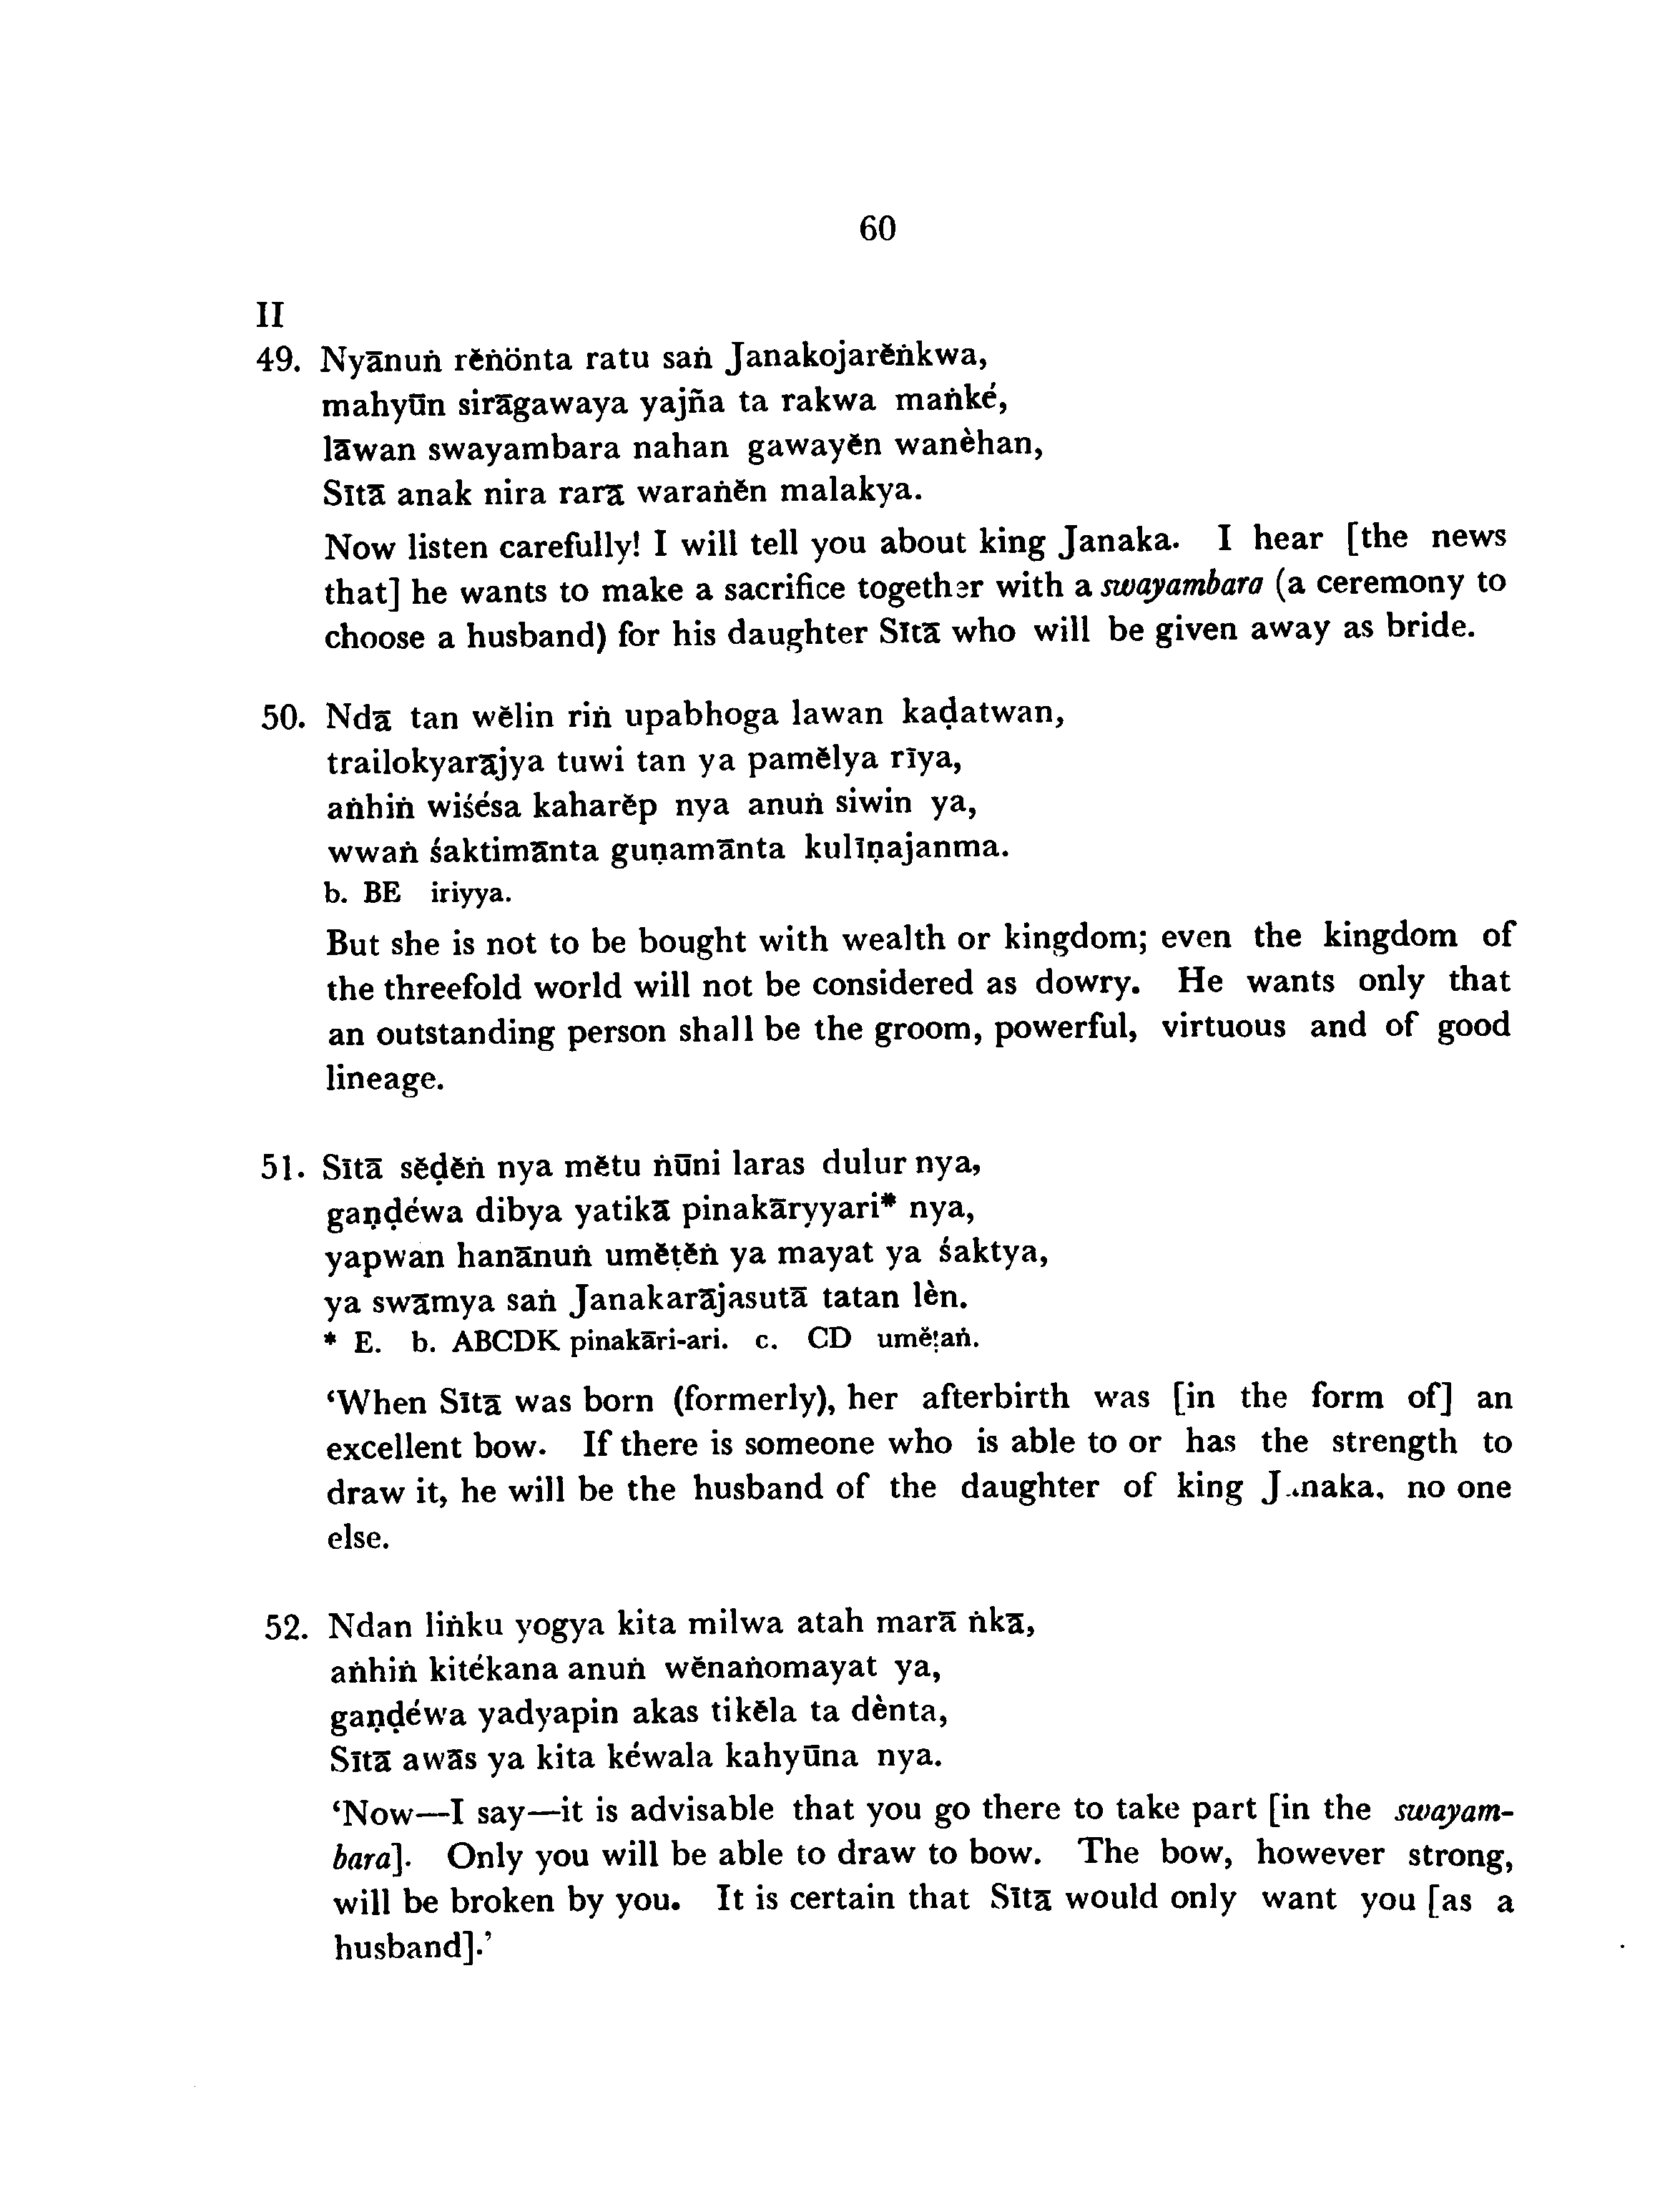 60
II
49. Nyānuṅ rĕṅönta ratu saṅ Janakojarĕṅkwa,
mahyūn sirāgawaya yajña ta rakwa maṅké,
lāwan swayambara nahan gawayĕn wanèhan,
Sītā anak nira rarā waraṅĕn malakya.
Now listen carefully! I will tell you about king Janaka. I hear [the news
that] he wants to make a sacrifice together with a swayambara (a ceremony to
choose a husband) for his daughter Sītā who will be given away as bride.
50. Ndā tan wĕlin riṅ upabhoga lawan kaḍatwan,
trailokyarājya tuwi tan ya pamĕlya rīya,
aṅhiṅ wiśésa kaharĕp nya anuṅ siwin ya,
wwaṅ śaktimānta guṇamānta kulīṇajanma.
b. BE iriyya.
But she is not to be bought with wealth or kingdom; even the kingdom of
the threefold world will not be considered as dowry. He wants only that
an outstanding person shall be the groom, powerful, virtuous and of good
lineage.
51. Sītā sĕḍĕṅ nya mĕtu ṅūni laras dulur nya,
gaṇḍéwa dibya yatikā pinakāryyari* nya,
yapwan hanānuṅ umĕṭĕṅ ya mayat ya śaktya,
ya swāmya saṅ Janakarājasutā tatan lèn.
* E. b. ABCDK pinakāri-ari. c. CD umĕṭaṅ.
‘When Sītā was born (formerly), her afterbirth was [in the form of] an
excellent bow. If there is someone who is able to or has the strength to
draw it, he will be the husband of the daughter of king Janaka, no one
else.
52. Ndan liṅku yogya kita milwa atah marā ṅkā,
aṅhiṅ kitékana anuṅ wĕnaṅomayat ya,
gaṇḍéwa yadyapin akas tikĕla ta dènta,
Sītā awās ya kita kéwala kahyūna nya.
‘Now—I say—it is advisable that you go there to take part [in the swayam-
bara]. Only you will be able to draw to bow. The bow, however strong,
will be broken by you. It is certain that Sītā would only want you [as a
husband].’